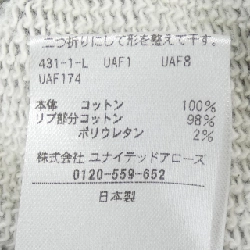 二つ折りにして形を整えて干す。
431-1-L UAF1 UAF8
UAF174
本体 コットン 100%
リブ部分コットン 98%
ポリウレタン 2%
株式会社 ユナイテッドアローズ
0120-559-652
日本製